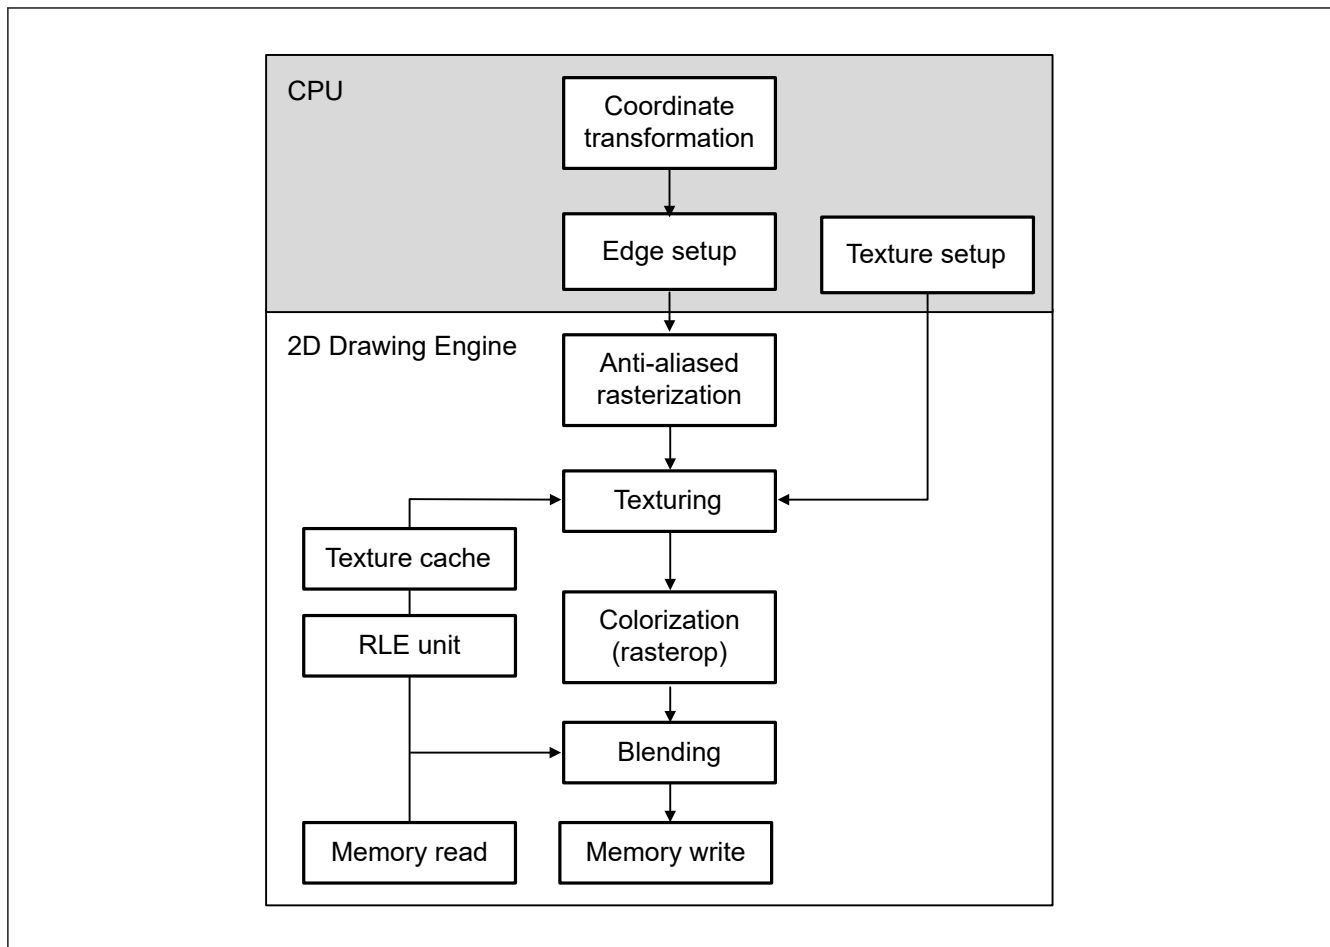 CPU
Coordinate
transformation
Edge setup
Texture setup
2D Drawing Engine
Anti-aliased
rasterization
Texturing
Texture cache
Colorization
(rasterop)
RLE unit
Blending
Memory read
Memory write